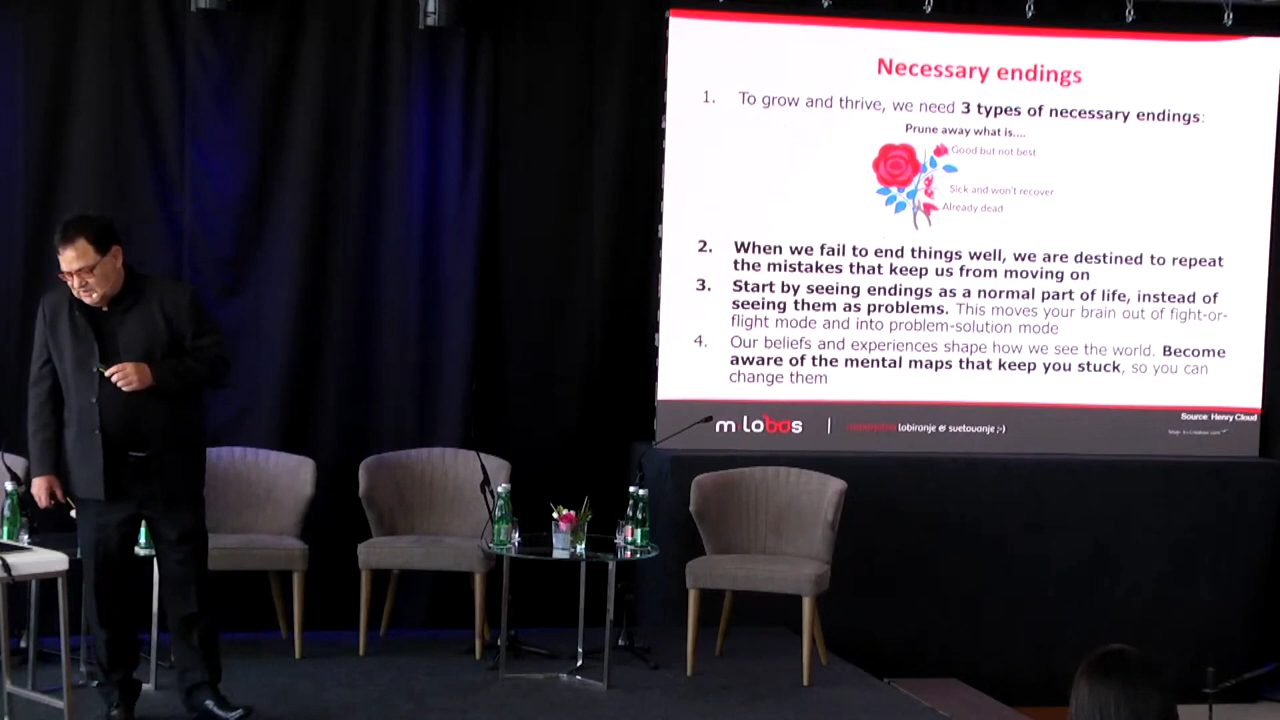 Necessary endings
1. To grow and thrive, we need 3 types of necessary endings:
Prune away what is....
Good but not best
Sick and won't recover
Already dead
2. When we fail to end things well, we are destined to repeat
the mistakes that keep us from moving on
3. Start by seeing endings as a normal part of life, instead of
seeing them as problems. This moves your brain out of fight-or-
flight mode and into problem-solution mode
4. Our beliefs and experiences shape how we see the world. Become
aware of the mental maps that keep you stuck, so you can
change them
Source: Henry Cloud
m·lobos | lobiranje & svetovanje ;-)